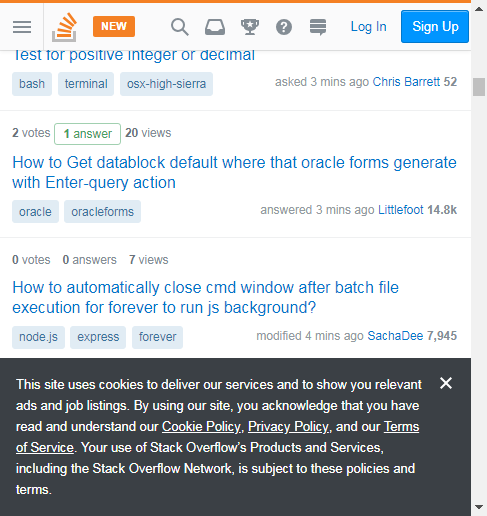 NEW
Log In
Sign Up
Test for positive integer or decimal
bash terminal osx-high-sierra
asked 3 mins ago Chris Barrett 52
2 votes 1 answer 20 views
How to Get datablock default where that oracle forms generate
with Enter-query action
oracle oracleforms
answered 3 mins ago Littlefoot 14.8k
0 votes 0 answers 7 views
How to automatically close cmd window after batch file
execution for forever to run js background?
node.js express forever
modified 4 mins ago SachaDee 7,945
This site uses cookies to deliver our services and to show you relevant
ads and job listings. By using our site, you acknowledge that you have
read and understand our Cookie Policy, Privacy Policy, and our Terms
of Service. Your use of Stack Overflow's Products and Services,
including the Stack Overflow Network, is subject to these policies and
terms.